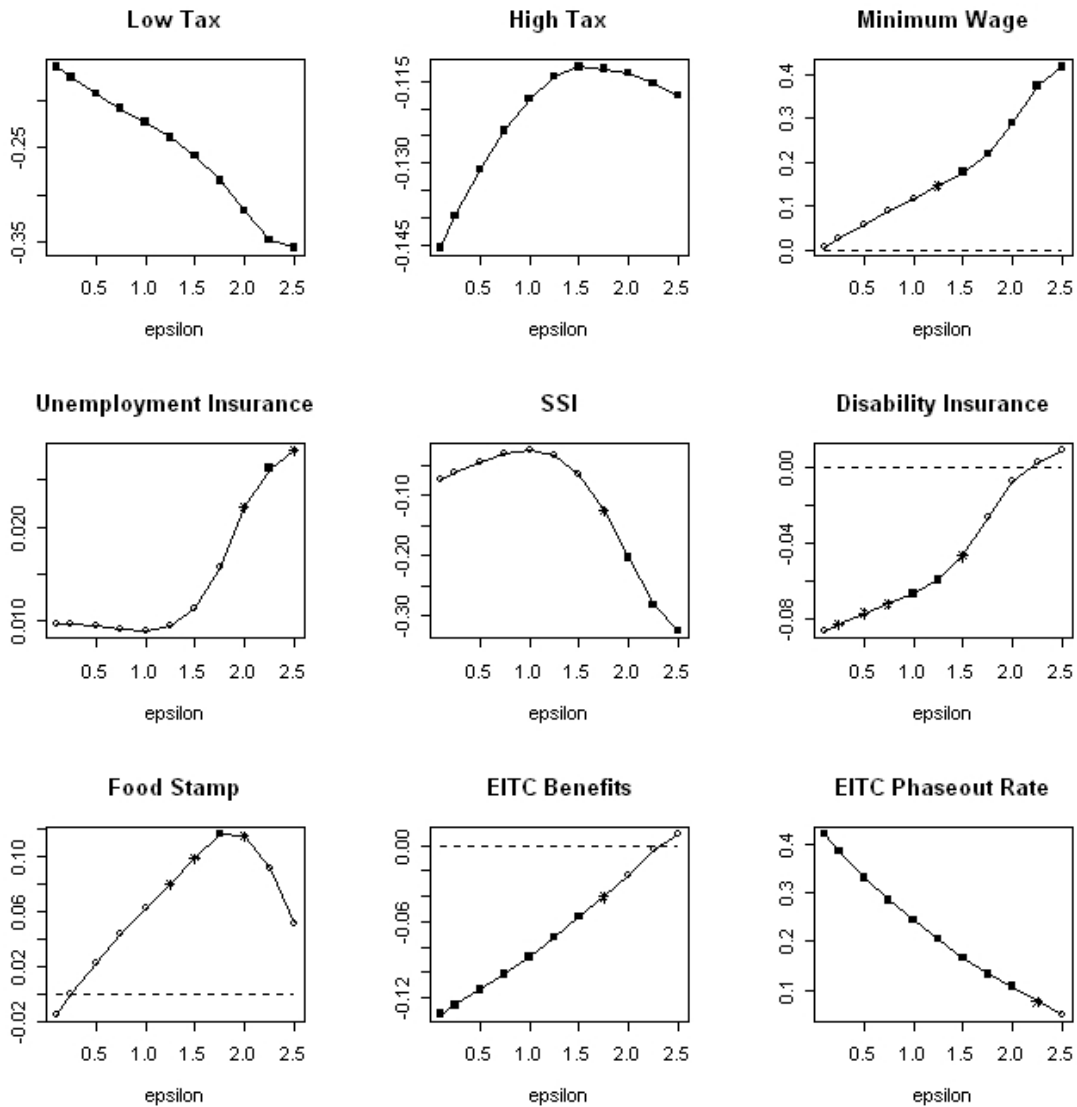 Low Tax
High Tax
Minimum Wage
-0.25
-0.35
0.5 1.0 1.5 2.0 2.5
epsilon
-0.115
-0.130
-0.145
0.5 1.0 1.5 2.0 2.5
epsilon
0.4
0.3
0.2
0.1
0.0
0.5 1.0 1.5 2.0 2.5
epsilon
Unemployment Insurance
SSI
Disability Insurance
0.020
0.010
0.5 1.0 1.5 2.0 2.5
epsilon
-0.10
-0.20
-0.30
0.5 1.0 1.5 2.0 2.5
epsilon
0.00
-0.04
-0.08
0.5 1.0 1.5 2.0 2.5
epsilon
Food Stamp
EITC Benefits
EITC Phaseout Rate
0.10
0.06
0.02
-0.02
0.5 1.0 1.5 2.0 2.5
epsilon
0.00
-0.06
-0.12
0.5 1.0 1.5 2.0 2.5
epsilon
0.4
0.3
0.2
0.1
0.5 1.0 1.5 2.0 2.5
epsilon